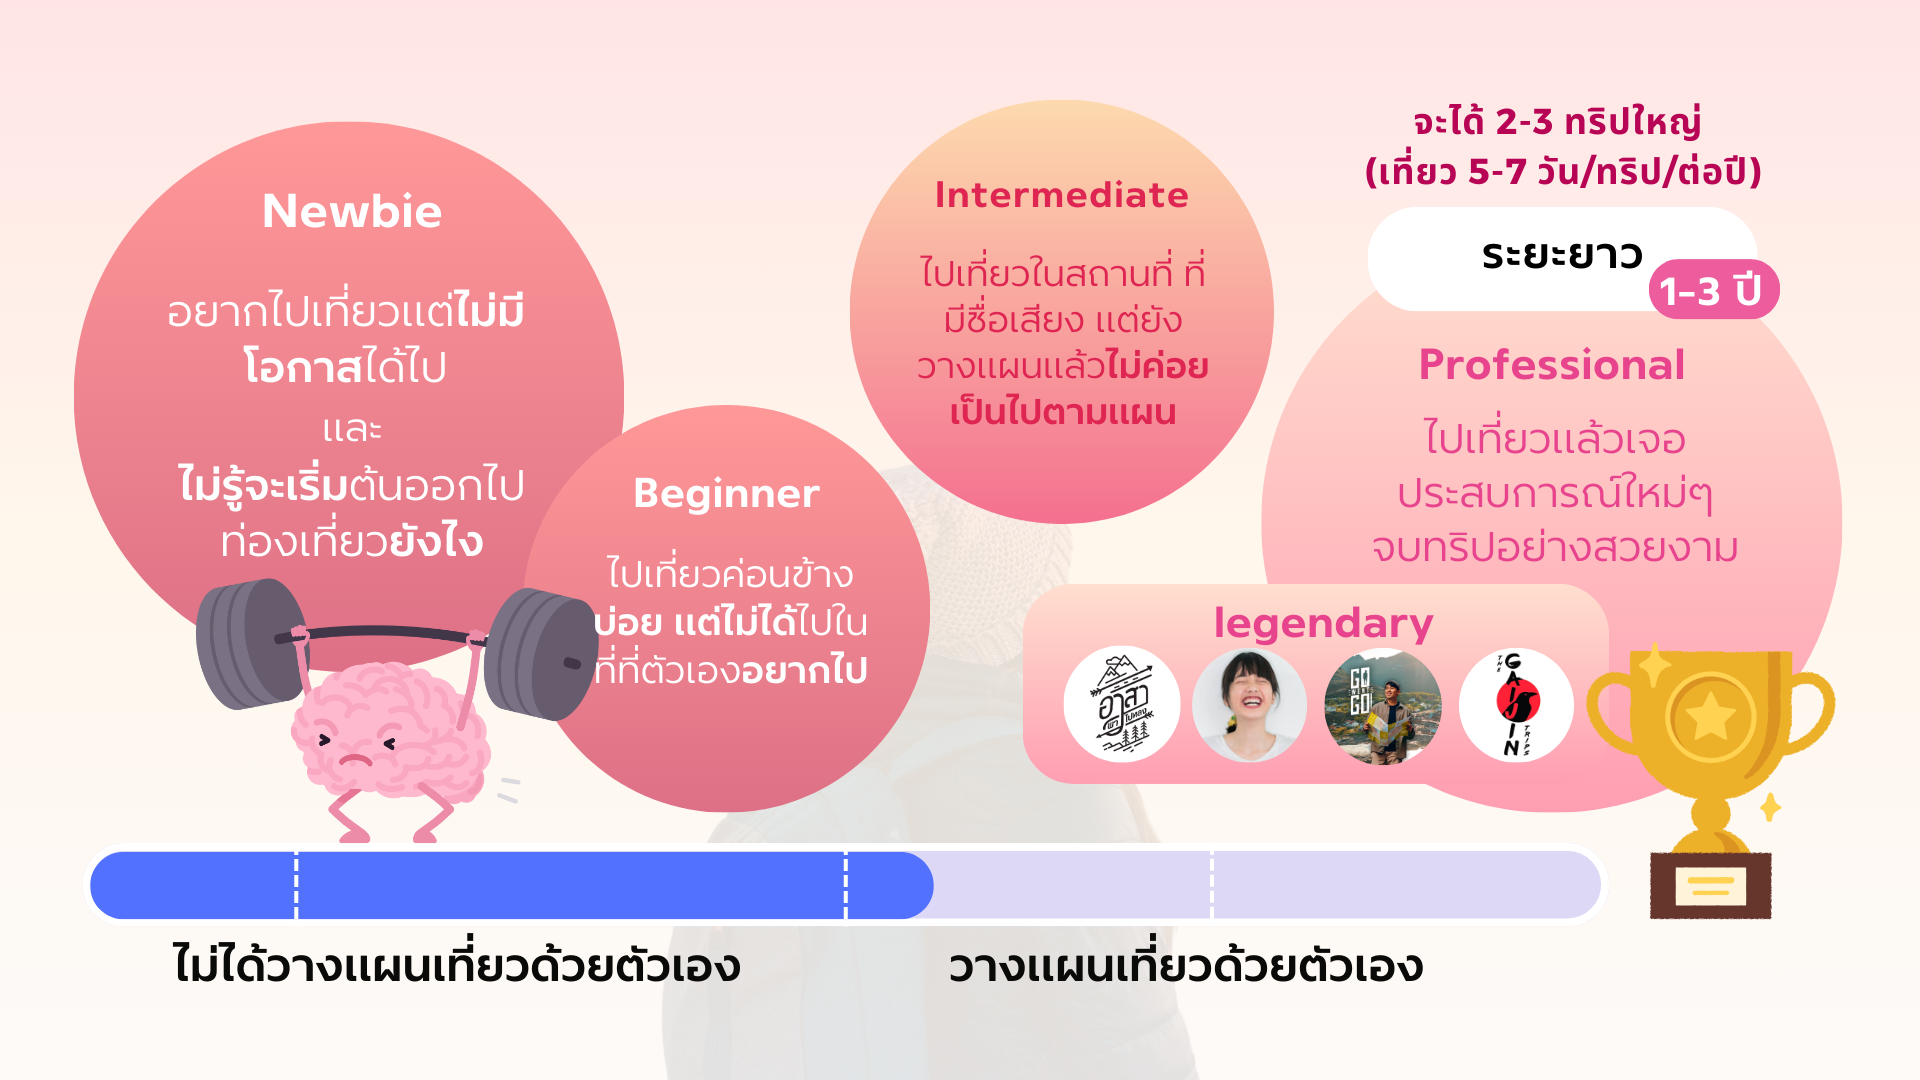 Newbie
อยากไปเที่ยวแต่ไม่มี
โอกาสได้ไป
และ
ไม่รู้จะเริ่มต้นออกไป
ท่องเที่ยวยังไง
Beginner
ไปเที่ยวค่อนข้าง
บ่อย แต่ไม่ได้ไปใน
ที่ที่ตัวเองอยากไป
Intermediate
ไปเที่ยวในสถานที่ ที่
มีชื่อเสียง แต่ยัง
วางแผนแล้วไม่ค่อย
เป็นไปตามแผน
จะได้ 2-3 ทริปใหญ่
(เที่ยว 5-7 วัน/ทริป/ต่อปี)
ระยะยาว
1-3 ปี
Professional
ไปเที่ยวแล้วเจอ
ประสบการณ์ใหม่ๆ
จบทริปอย่างสวยงาม
legendary
อาสา
พา ไปหลง
GO
WENT
GO!
THE
GAIJIN
TRIPS
ไม่ได้วางแผนเที่ยวด้วยตัวเอง
วางแผนเที่ยวด้วยตัวเอง